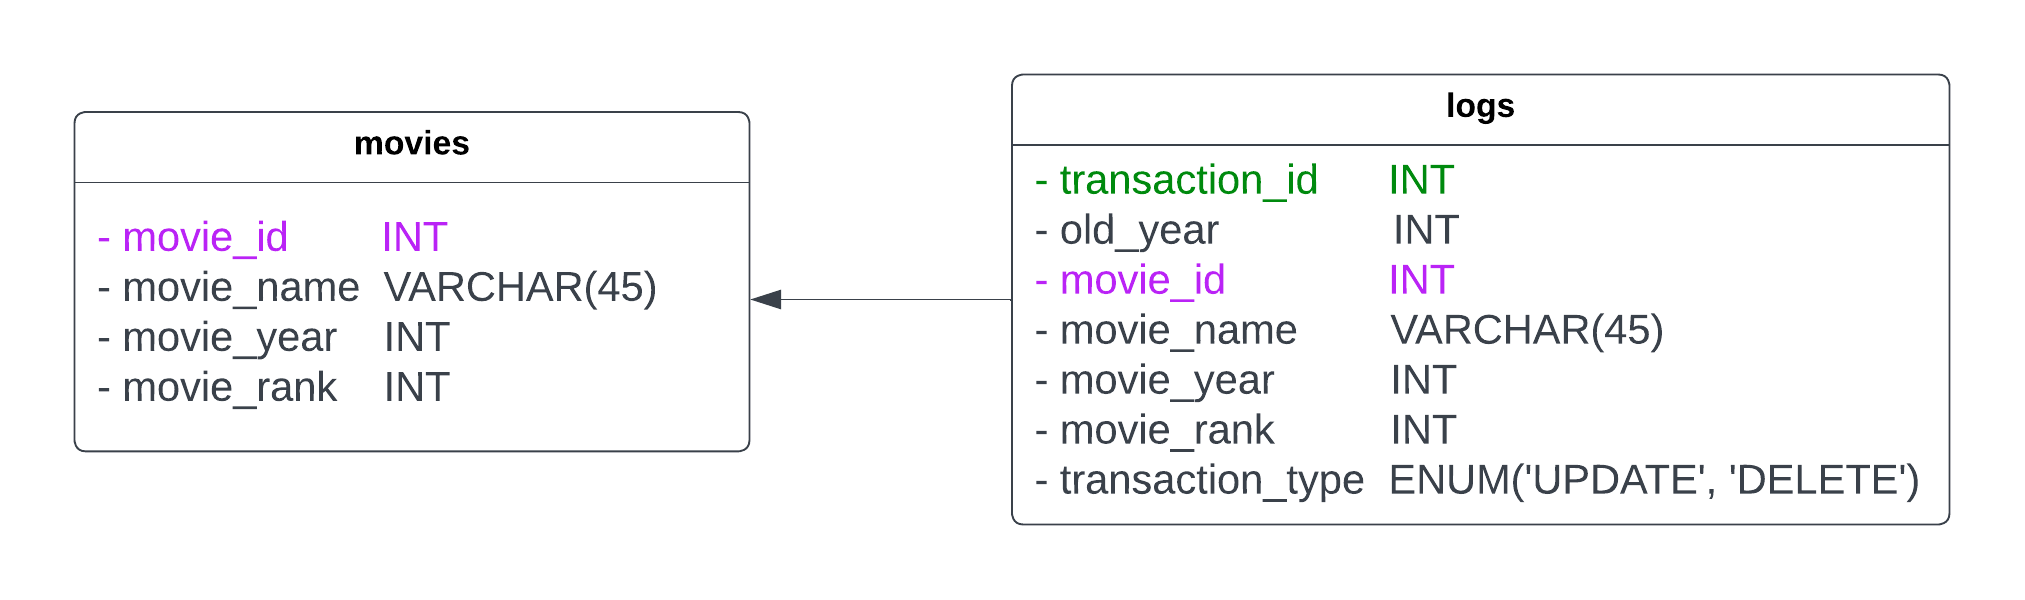 movies
- movie_id INT
- movie_name VARCHAR(45)
- movie_year INT
- movie_rank INT
logs
- transaction_id INT
- old_year INT
- movie_id INT
- movie_name VARCHAR(45)
- movie_year INT
- movie_rank INT
- transaction_type ENUM('UPDATE', 'DELETE')